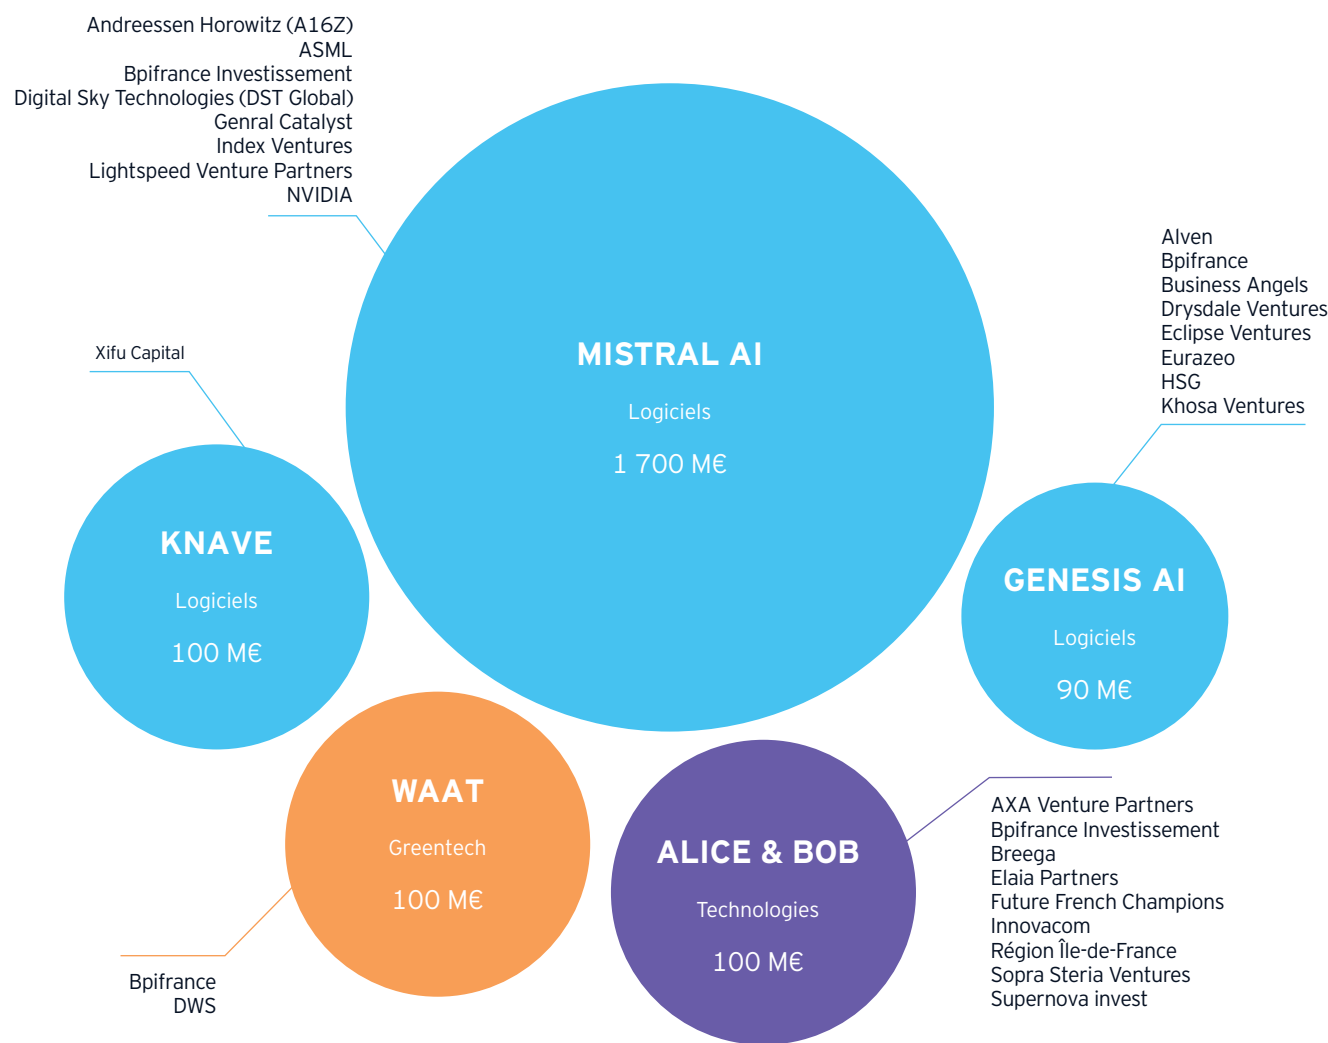 Andreessen Horowitz (A16Z)
ASML
Bpifrance Investissement
Digital Sky Technologies (DST Global)
Genral Catalyst
Index Ventures
Lightspeed Venture Partners
NVIDIA
MISTRAL AI
Logiciels
1 700 M€
Alven
Bpifrance
Business Angels
Drysdale Ventures
Eclipse Ventures
Eurazeo
HSG
Khosa Ventures
Xifu Capital
KNAVE
Logiciels
100 M€
GENESIS AI
Logiciels
90 M€
WAAT
Greentech
100 M€
Bpifrance
DWS
ALICE & BOB
Technologies
100 M€
AXA Venture Partners
Bpifrance Investissement
Breega
Elaia Partners
Future French Champions
Innovacom
Région Île-de-France
Sopra Steria Ventures
Supernova invest